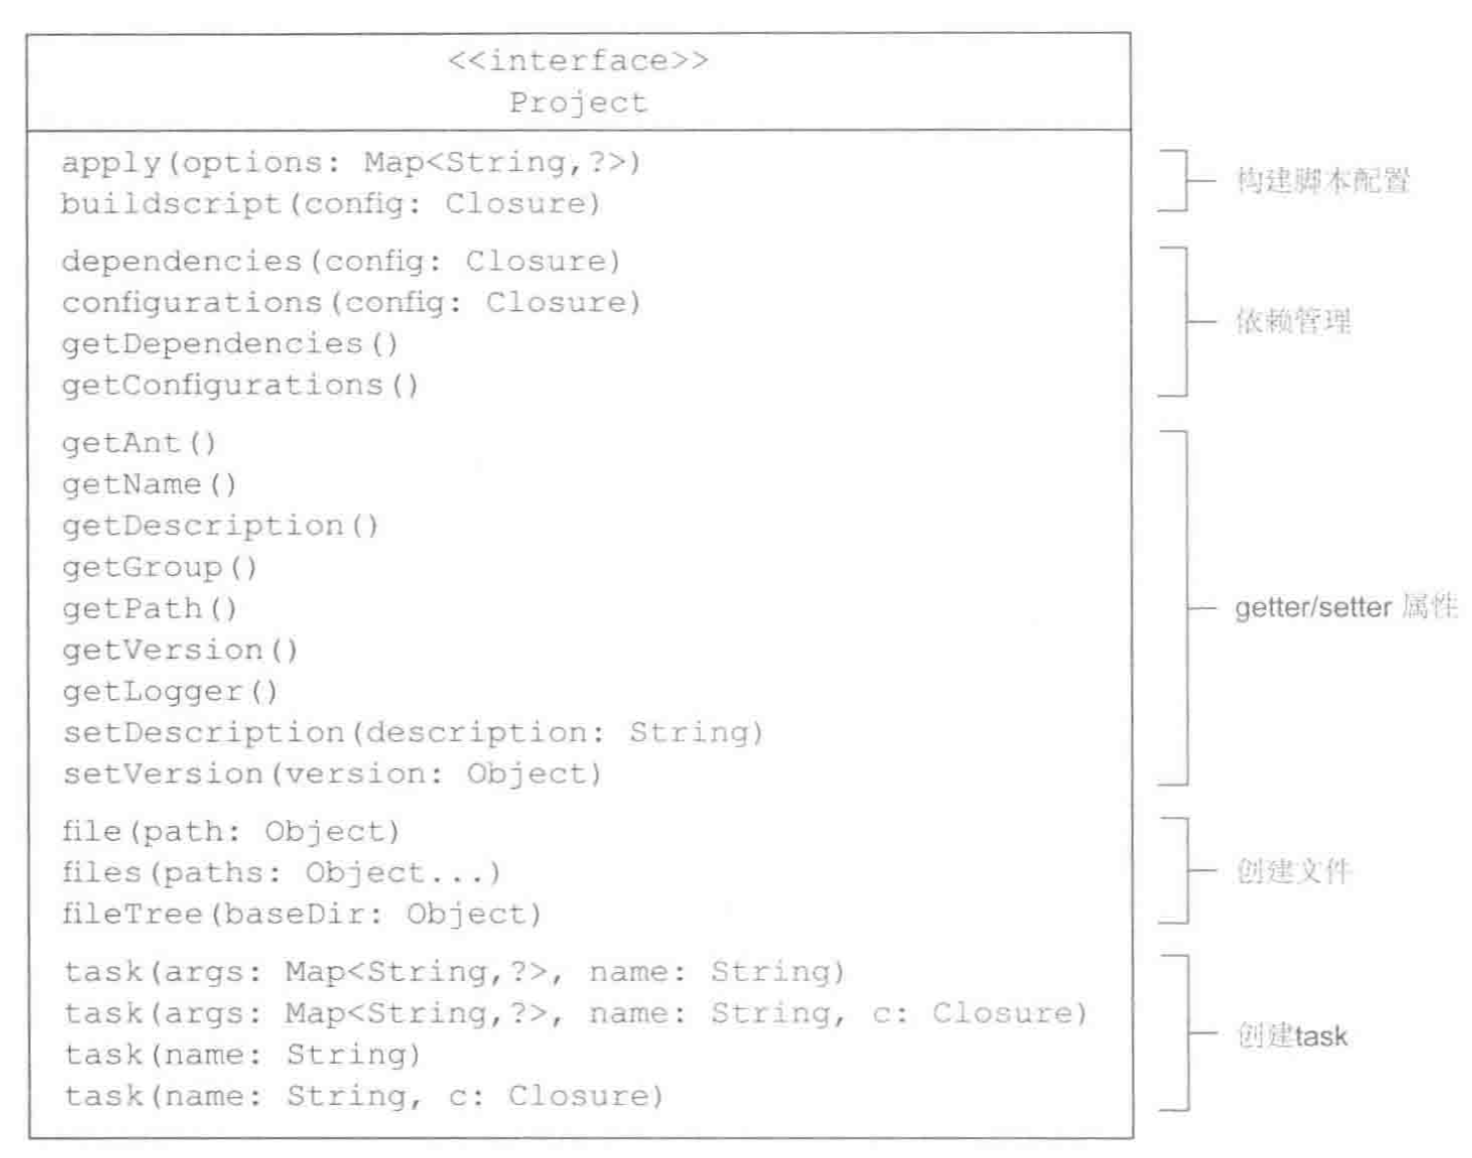 <<interface>>
Project
apply(options: Map<String,?>)
buildscript(config: Closure)
构建脚本配置
dependencies(config: Closure)
configurations(config: Closure)
getDependencies()
getConfigurations()
依赖管理
getAnt()
getName()
getDescription()
getGroup()
getPath()
getVersion()
getLogger()
setDescription(description: String)
setVersion(version: Object)
getter/setter 属性
file(path: Object)
files(paths: Object...)
fileTree(baseDir: Object)
创建文件
task(args: Map<String,?>, name: String)
task(args: Map<String,?>, name: String, c: Closure)
task(name: String)
task(name: String, c: Closure)
创建task